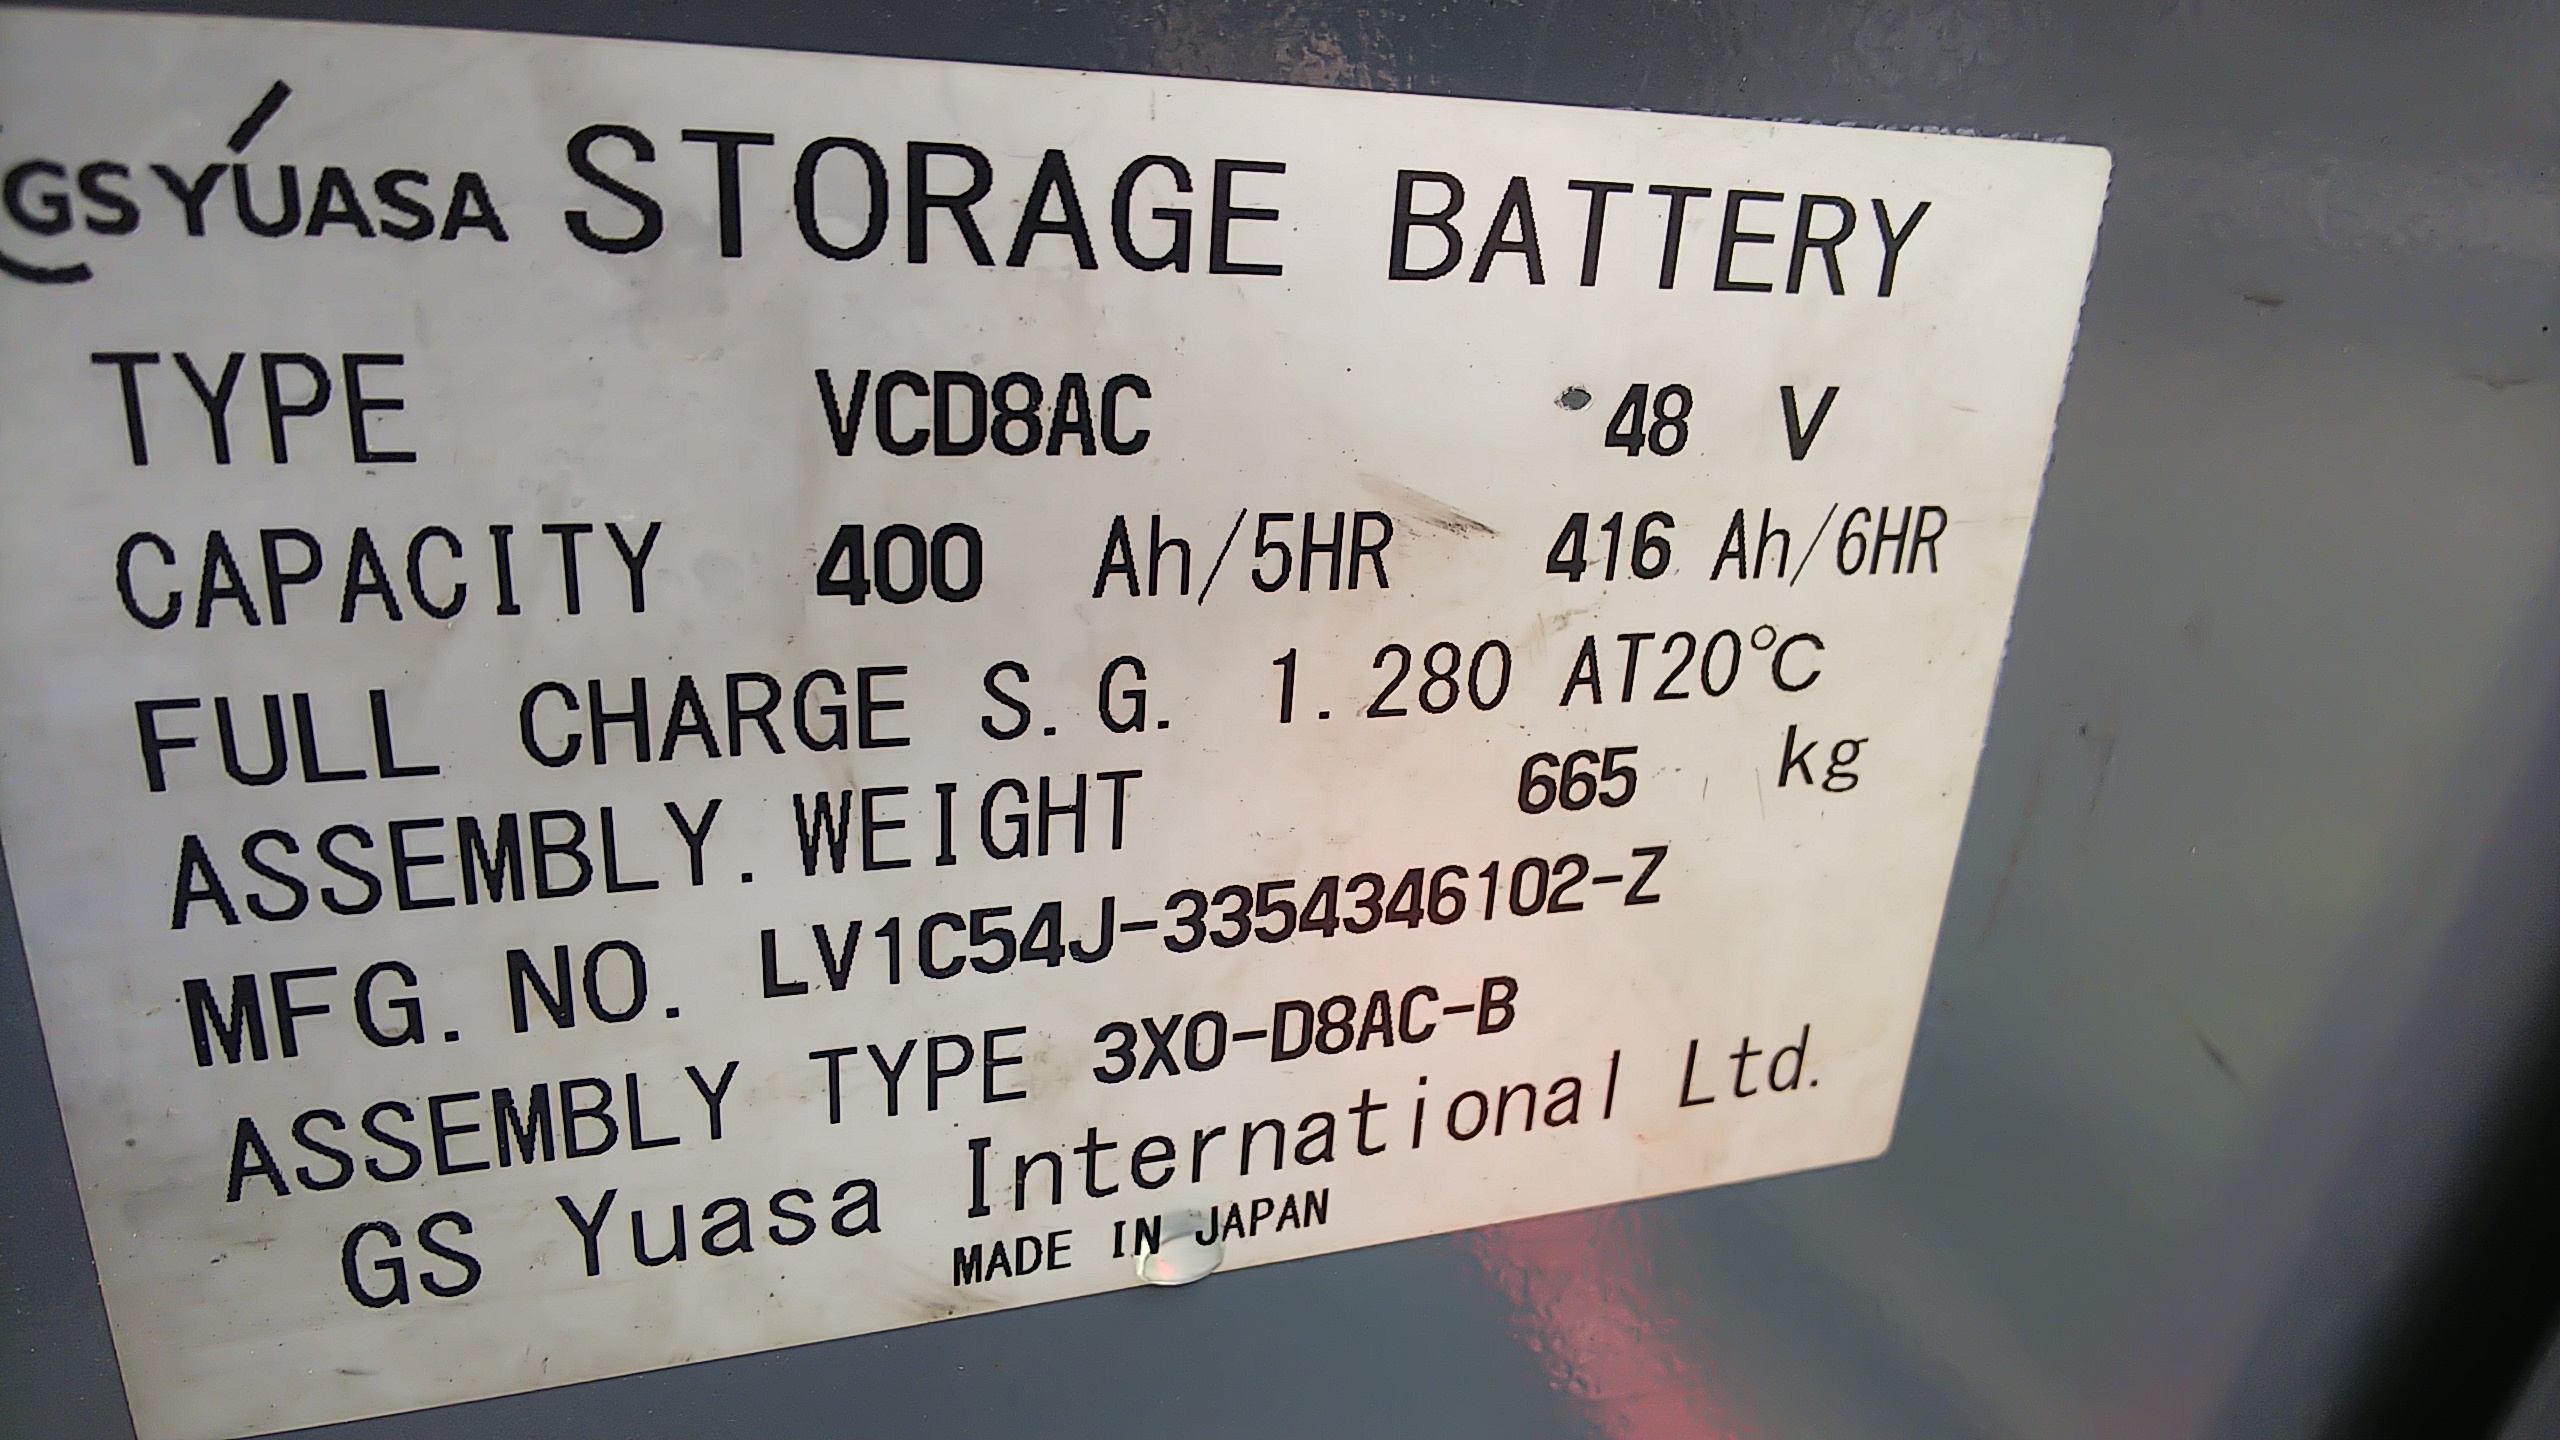 GS YUASA STORAGE BATTERY
TYPE VCD8AC 48 V
CAPACITY 400 Ah/5HR 416 Ah/6HR
FULL CHARGE S.G. 1.280 AT20℃
ASSEMBLY.WEIGHT 665 kg
MFG. NO. LV1C54J-3354346102-Z
ASSEMBLY TYPE 3X0-D8AC-B
GS Yuasa International Ltd.
MADE IN JAPAN